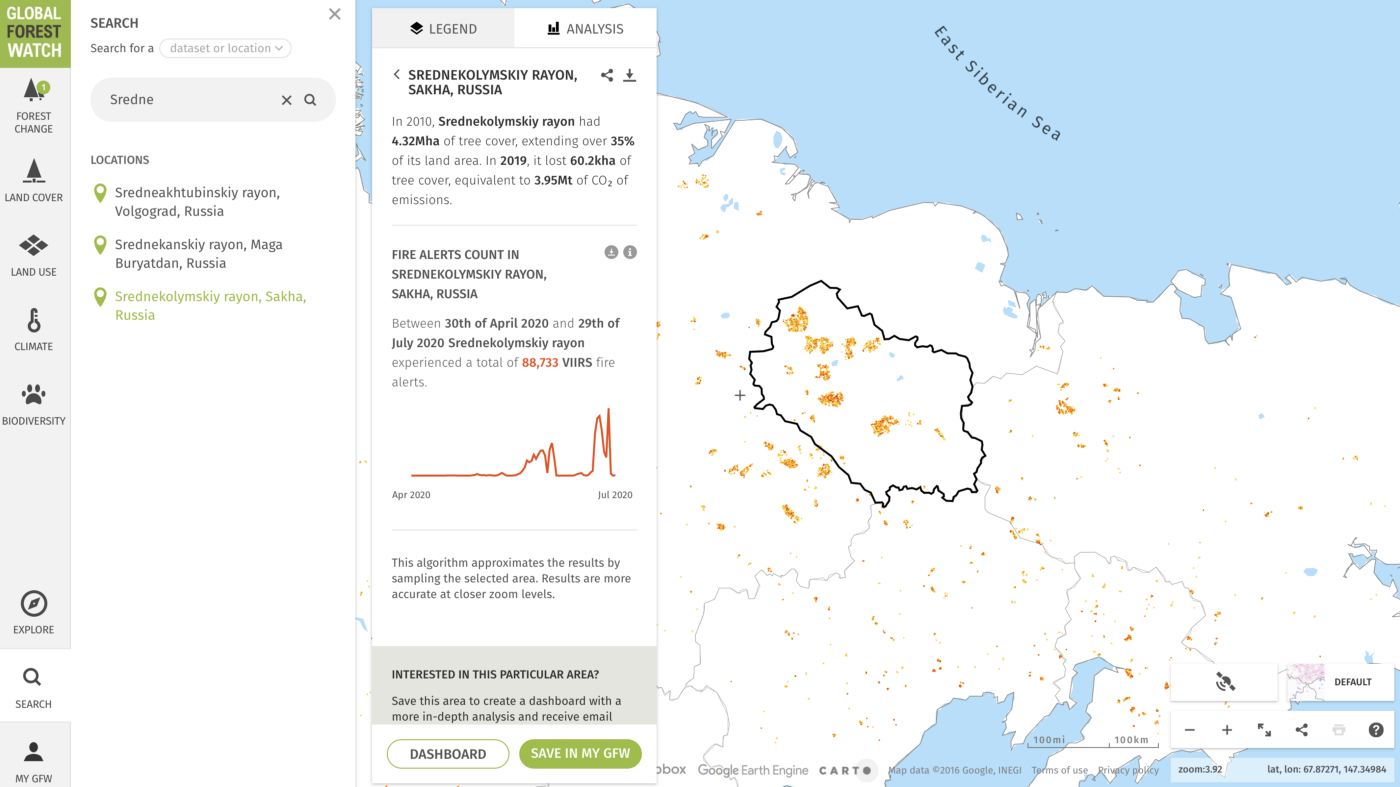 GLOBAL
FOREST
WATCH
1
FOREST
CHANGE
LAND COVER
LAND USE
CLIMATE
BIODIVERSITY
EXPLORE
SEARCH
MY GFW
SEARCH
Search for a dataset or location
Sredne
LOCATIONS
Sredneakhtubinskiy rayon,
Volgograd, Russia
Srednekanskiy rayon, Maga
Buryatdan, Russia
Srednekolymskiy rayon, Sakha,
Russia
LEGEND
ANALYSIS
SREDNEKOLYMSKIY RAYON,
SAKHA, RUSSIA
In 2010, Srednekolymskiy rayon had
4.32Mha of tree cover, extending over 35%
of its land area. In 2019, it lost 60.2kha of
tree cover, equivalent to 3.95Mt of CO₂ of
emissions.
FIRE ALERTS COUNT IN
SREDNEKOLYMSKIY RAYON,
SAKHA, RUSSIA
Between 30th of April 2020 and 29th of
July 2020 Srednekolymskiy rayon
experienced a total of 88,733 VIIRS fire
alerts.
Apr 2020
Jul 2020
This algorithm approximates the results by
sampling the selected area. Results are more
accurate at closer zoom levels.
INTERESTED IN THIS PARTICULAR AREA?
Save this area to create a dashboard with a
more in-depth analysis and receive email
DASHBOARD
SAVE IN MY GFW
East Siberian Sea
DEFAULT
100mi
100km
box
Google Earth Engine
CARTO
Map data ©2016 Google, INEGI
Terms of use
Privacy policy
zoom:3.92
lat, lon: 67.87271, 147.34984